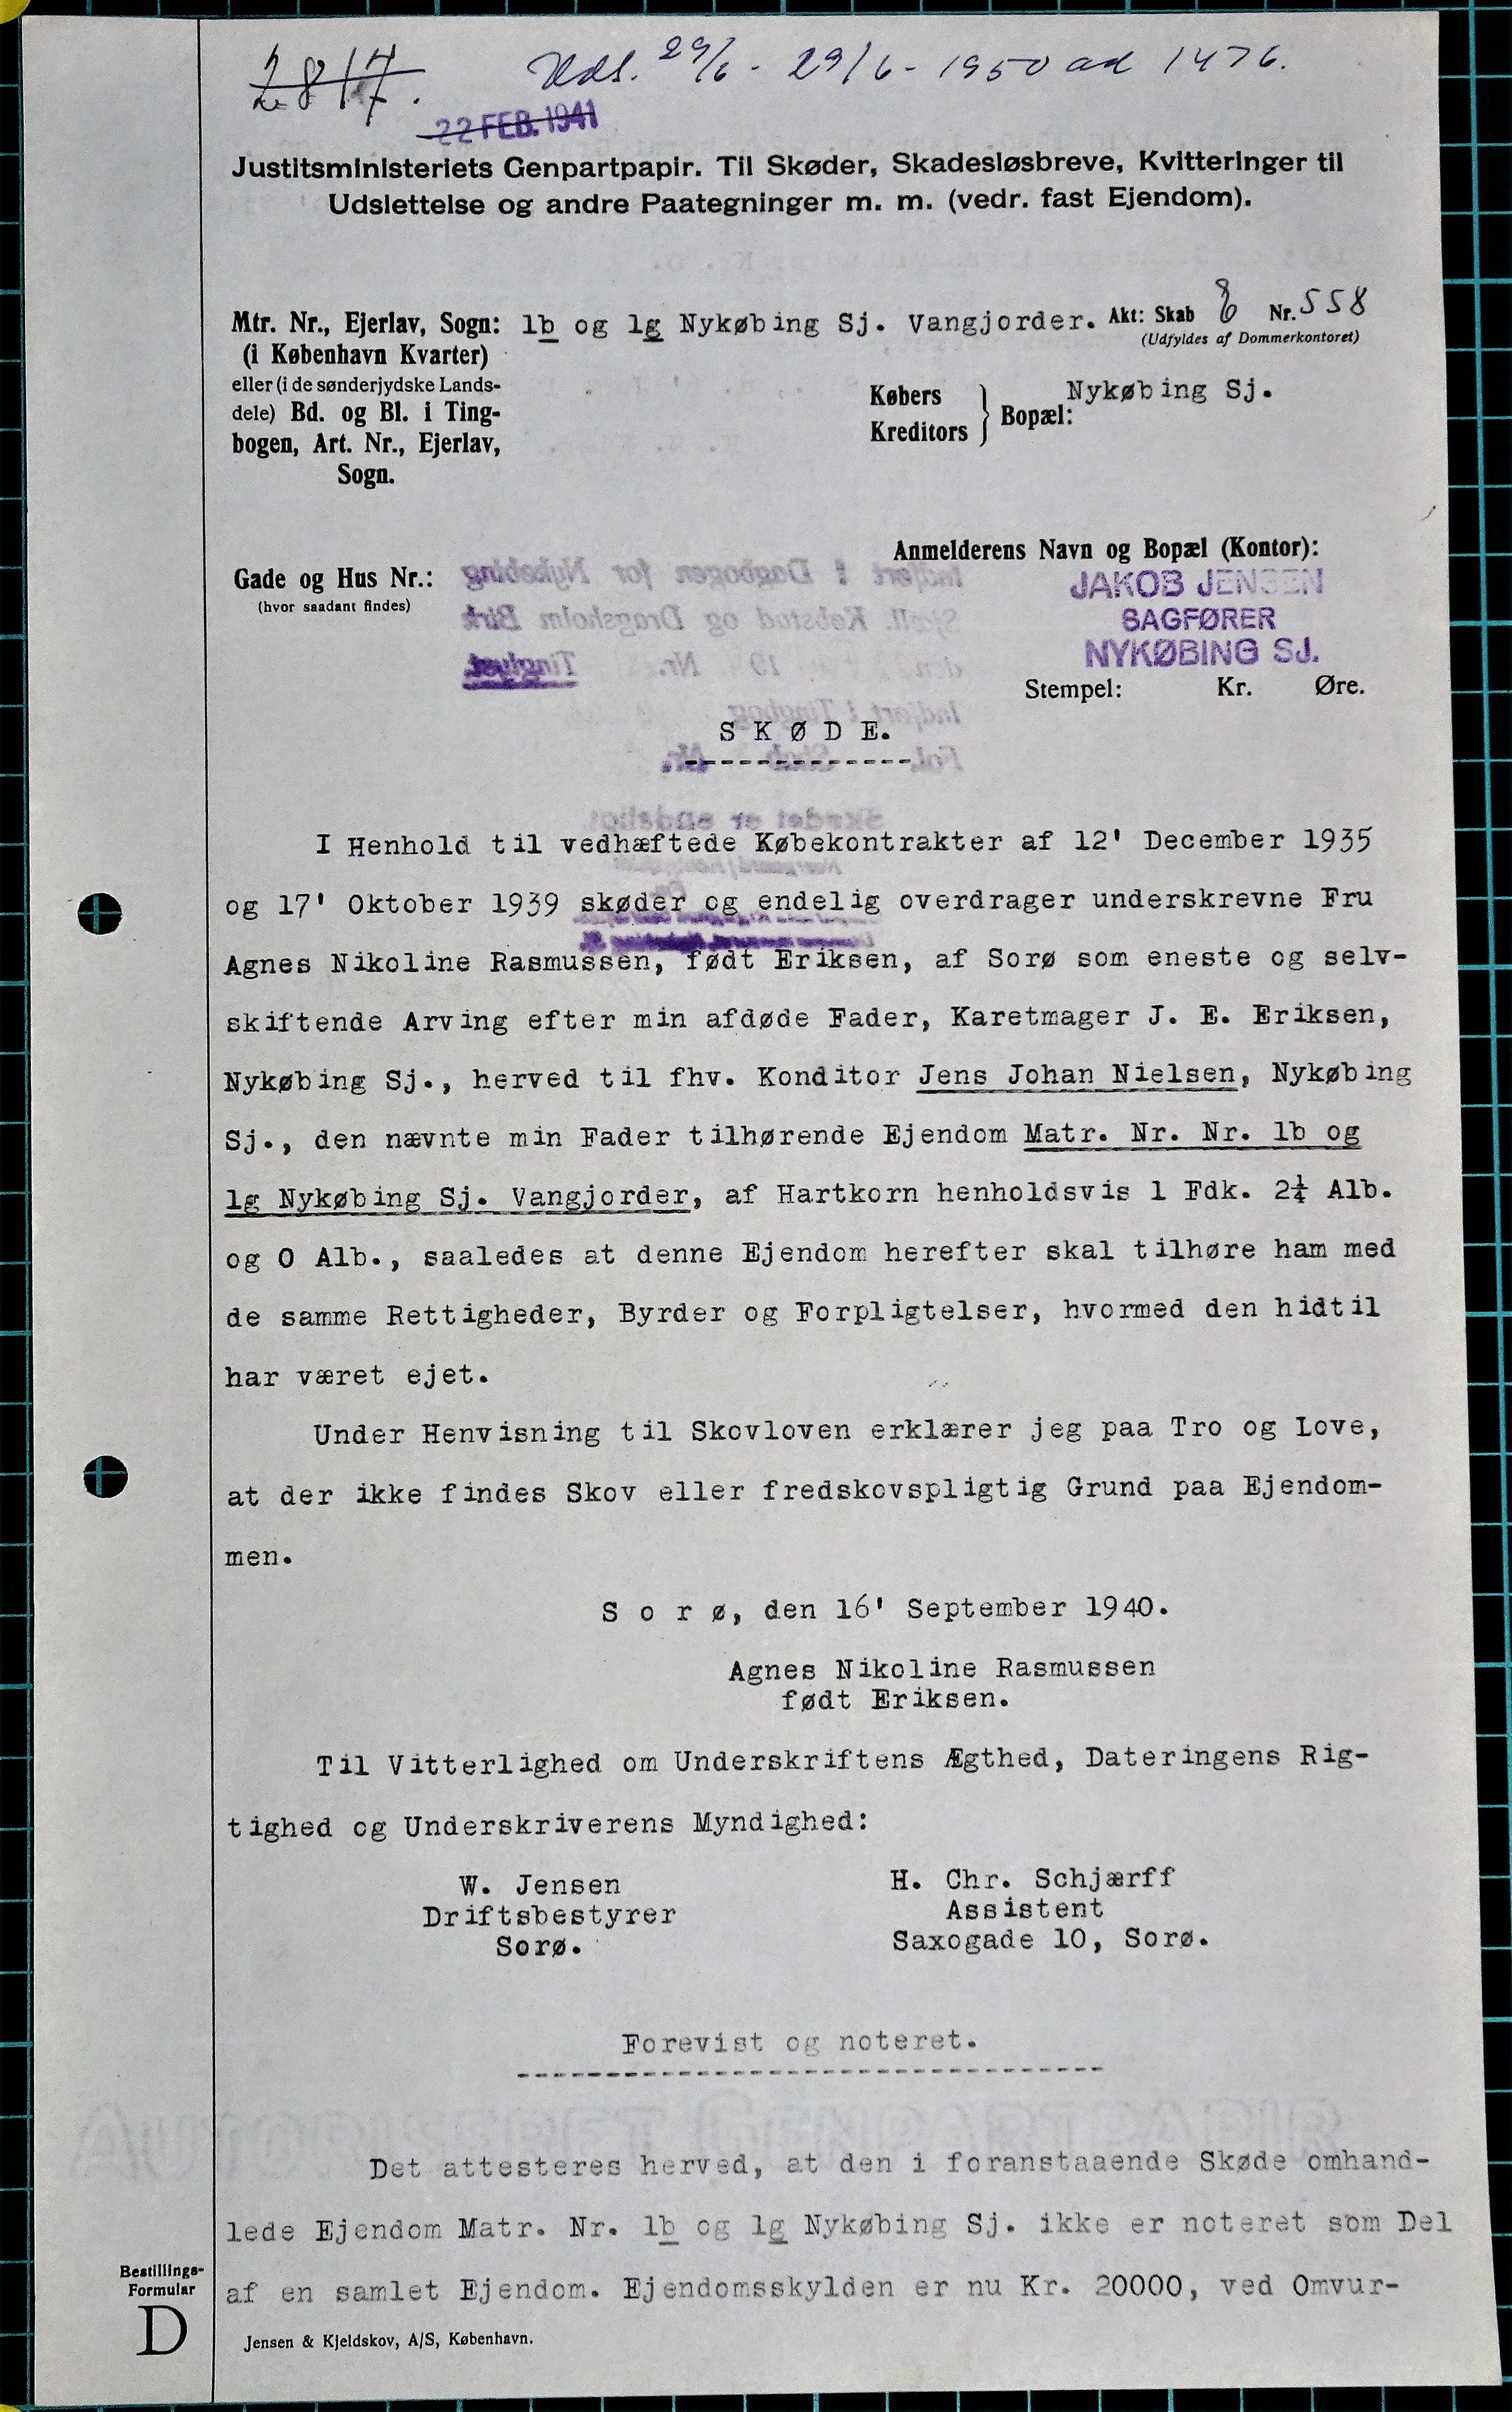 2817.
Uds. 29/6 - 29/6 - 1950 ad 1476.
22 FEB. 1941
Justitsministeriets Genpartpapir. Til Skøder, Skadesløsbreve, Kvitteringer til
Udslettelse og andre Paategninger m. m. (vedr. fast Ejendom).
Mtr. Nr., Ejerlav, Sogn: 1b og 1g Nykøbing Sj. Vangjorder. Akt: Skab 8 Nr. 558
(i København Kvarter)
(Udfyldes af Dommerkontoret)
eller (i de sønderjydske Lands-
dele) Bd. og Bl. i Ting-
bogen, Art. Nr., Ejerlav,
Sogn.
Købers
Kreditors } Bopæl: Nykøbing Sj.
Gade og Hus Nr.:
(hvor saadant findes)
Anmelderens Navn og Bopæl (Kontor):
JAKOB JENSEN
SAGFØRER
NYKØBING SJ.
Stempel: Kr. Øre.
S K Ø D E.
-------------
I Henhold til vedhæftede Købekontrakter af 12' December 1935
og 17' Oktober 1939 skøder og endelig overdrager underskrevne Fru
Agnes Nikoline Rasmussen, født Eriksen, af Sorø som eneste og selv-
skiftende Arving efter min afdøde Fader, Karetmager J. E. Eriksen,
Nykøbing Sj., herved til fhv. Konditor Jens Johan Nielsen, Nykøbing
Sj., den nævnte min Fader tilhørende Ejendom Matr. Nr. Nr. 1b og
1g Nykøbing Sj. Vangjorder, af Hartkorn henholdsvis 1 Fdk. 2¼ Alb.
og 0 Alb., saaledes at denne Ejendom herefter skal tilhøre ham med
de samme Rettigheder, Byrder og Forpligtelser, hvormed den hidtil
har været ejet.
Under Henvisning til Skovloven erklærer jeg paa Tro og Love,
at der ikke findes Skov eller fredskovspligtig Grund paa Ejendom-
men.
S o r ø, den 16' September 1940.
Agnes Nikoline Rasmussen
født Eriksen.
Til Vitterlighed om Underskriftens Ægthed, Dateringens Rig-
tighed og Underskriverens Myndighed:
W. Jensen
Driftsbestyrer
Sorø.
H. Chr. Schjærff
Assistent
Saxogade 10, Sorø.
Forevist og noteret.
---------------------------------
Det attesteres herved, at den i foranstaaende Skøde omhand-
lede Ejendom Matr. Nr. 1b og 1g Nykøbing Sj. ikke er noteret som Del
af en samlet Ejendom. Ejendomsskylden er nu Kr. 20000, ved Omvur-
Bestillings-
Formular
D
Jensen & Kjeldskov, A/S, København.